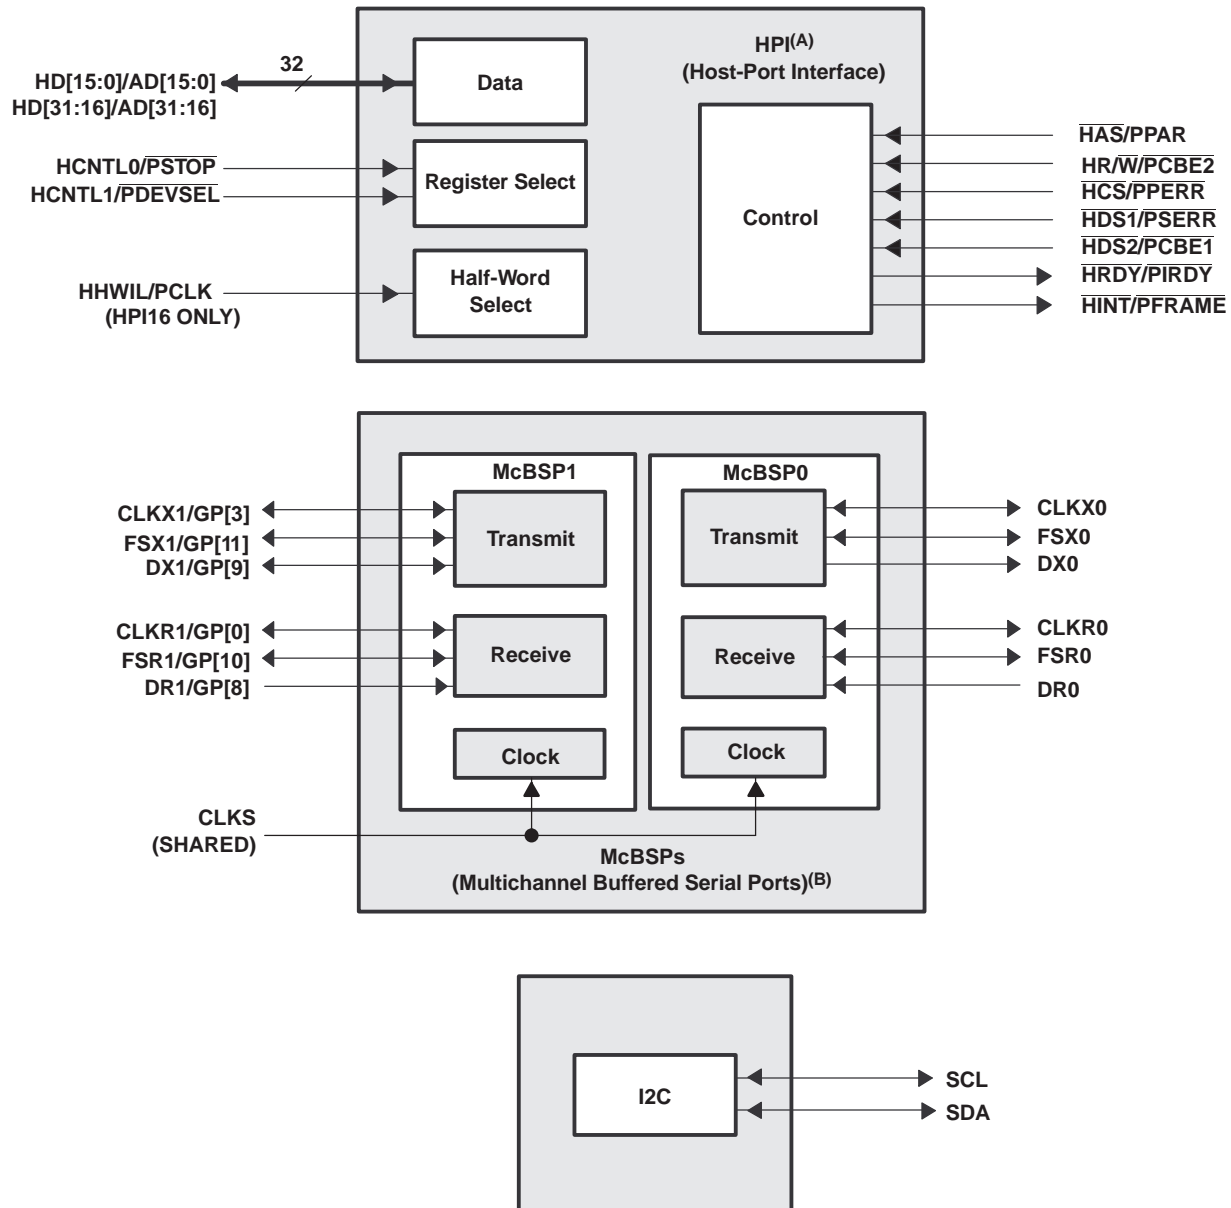 HPI(A)
(Host-Port Interface)
32
HD[15:0]/AD[15:0]
HD[31:16]/AD[31:16]
Data
HCNTL0/PSTOP
HCNTL1/PDEVSEL
Register Select
HHWIL/PCLK
(HPI16 ONLY)
Half-Word
Select
Control
HAS/PPAR
HR/W/PCBE2
HCS/PPERR
HDS1/PSERR
HDS2/PCBE1
HRDY/PIRDY
HINT/PFRAME
McBSP1
McBSP0
CLKX1/GP[3]
FSX1/GP[11]
DX1/GP[9]
Transmit
Transmit
CLKX0
FSX0
DX0
CLKR1/GP[0]
FSR1/GP[10]
DR1/GP[8]
Receive
Receive
CLKR0
FSR0
DR0
Clock
Clock
CLKS
(SHARED)
McBSPs
(Multichannel Buffered Serial Ports)(B)
I2C
SCL
SDA